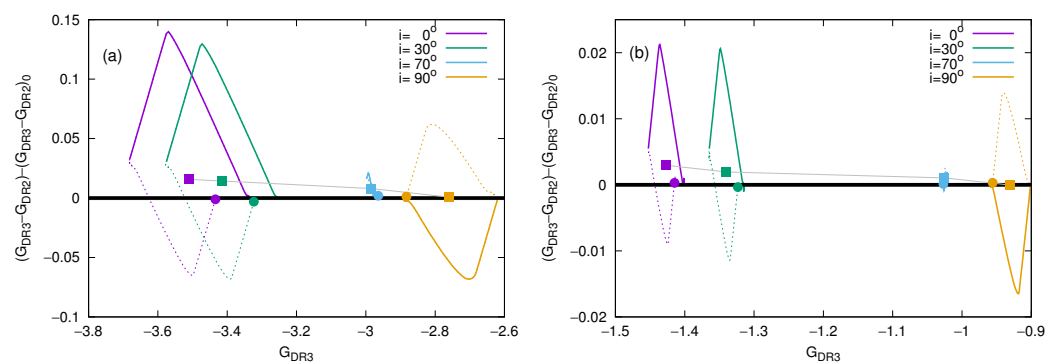 (a)
i= 0°
i= 30°
i= 70°
i= 90°
0.15
0.1
0.05
0
−0.05
−0.1
(G_DR3−G_DR2)−(G_DR3−G_DR2)_0
−3.8 −3.6 −3.4 −3.2 −3 −2.8 −2.6
G_DR3
(b)
i= 0°
i=30°
i=70°
i=90°
0.02
0.01
0
−0.01
−0.02
(G_DR3−G_DR2)−(G_DR3−G_DR2)_0
−1.5 −1.4 −1.3 −1.2 −1.1 −1 −0.9
G_DR3